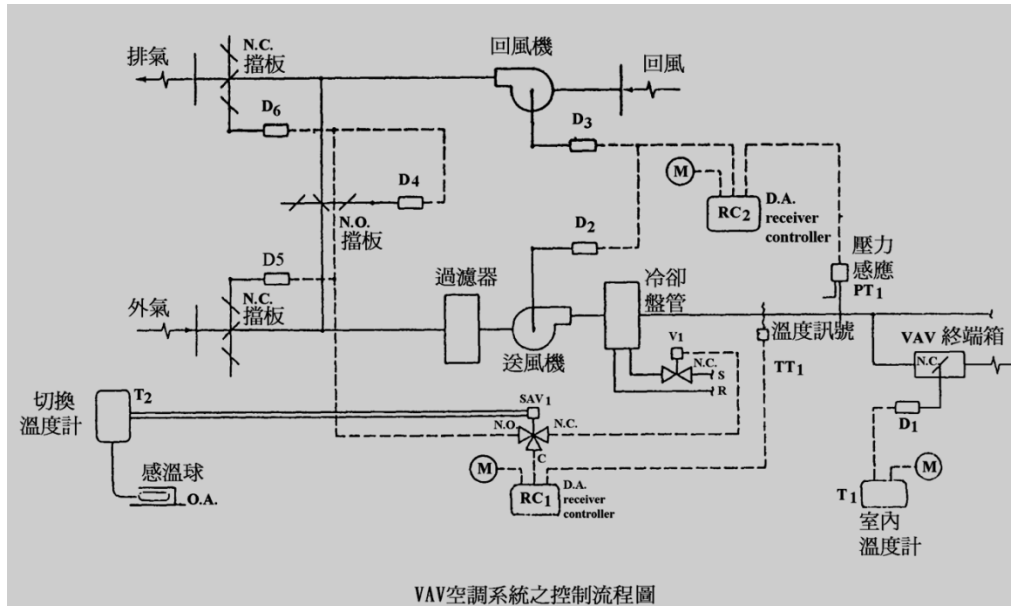 排氣
N.C.
擋板
回風機
回風
D6
D3
D4
M
RC2
D.A.
receiver
controller
N.O.
擋板
D2
壓力
感應
PT1
D5
外氣
N.C.
擋板
過濾器
冷卻
盤管
送風機
溫度訊號
TT1
VAV 終端箱
N.C
V1
N.C.
S
R
切換
溫度計
T2
SAV1
N.O.
N.C.
C
D1
感溫球
O.A.
M
RC1
D.A.
receiver
controller
M
T1
室內
溫度計
VAV空調系統之控制流程圖